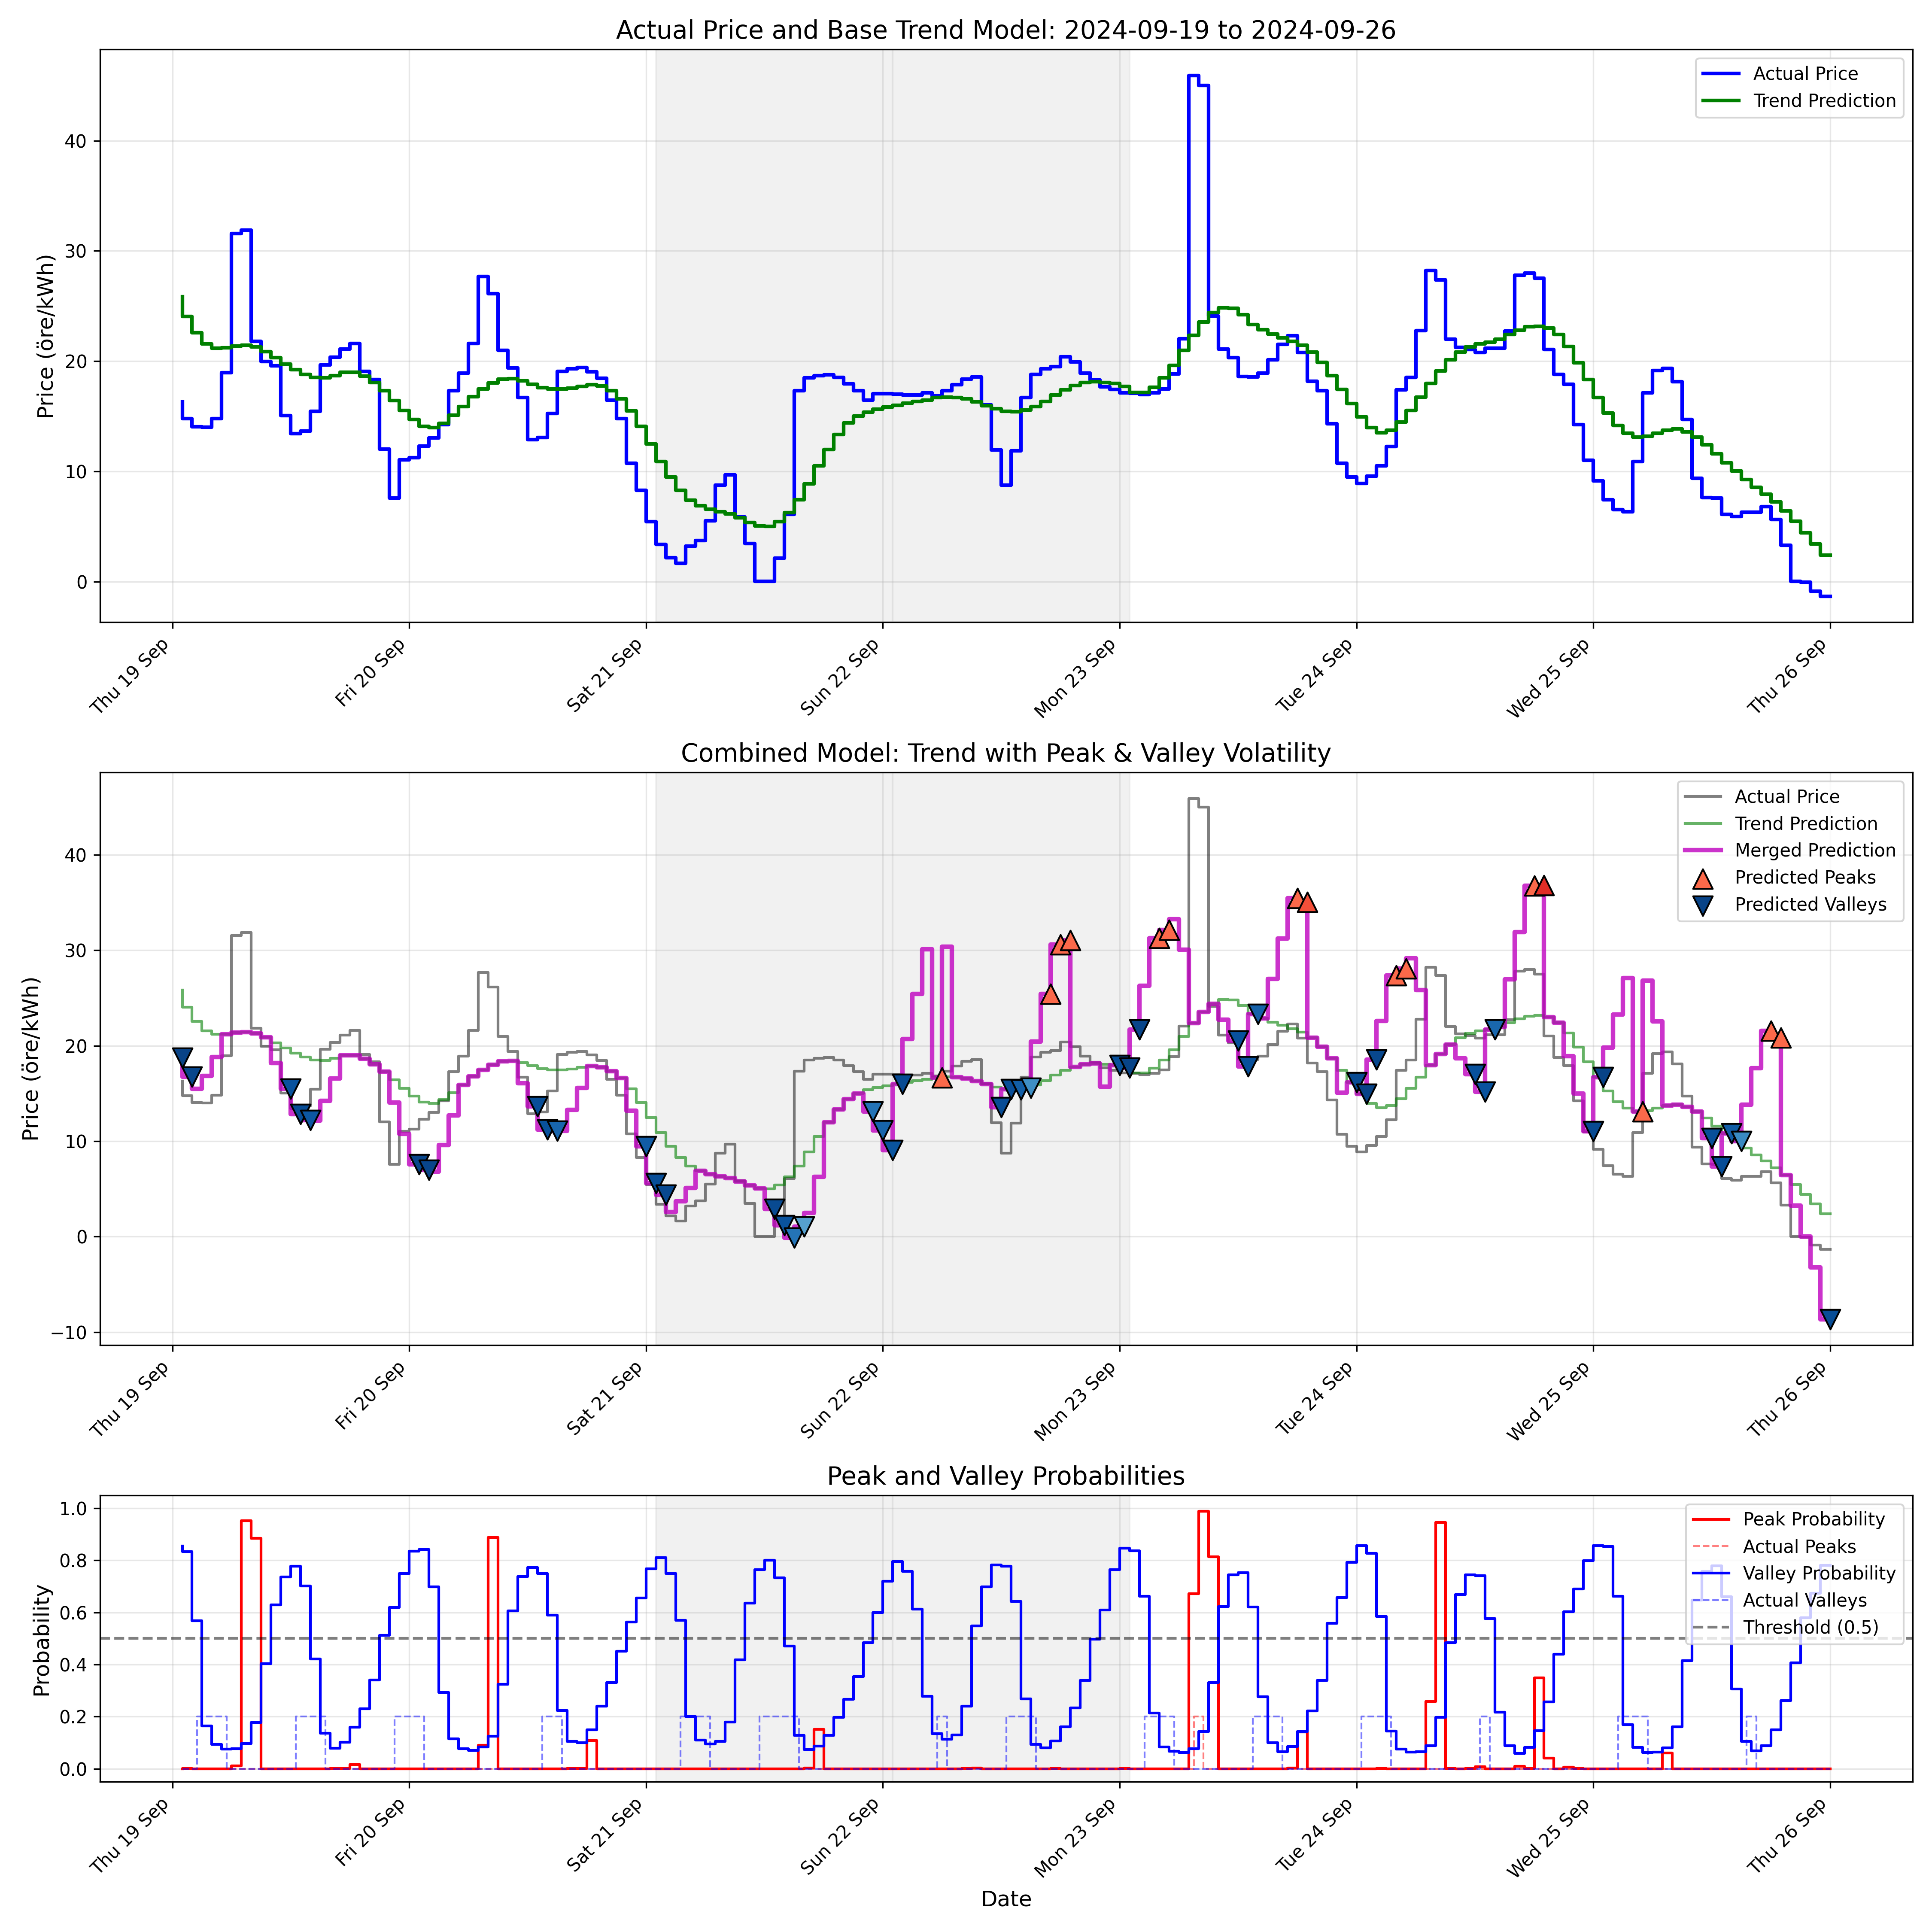 Actual Price and Base Trend Model: 2024-09-19 to 2024-09-26
Price (öre/kWh)
40
30
20
10
0
Actual Price
Trend Prediction
Thu 19 Sep
Fri 20 Sep
Sat 21 Sep
Sun 22 Sep
Mon 23 Sep
Tue 24 Sep
Wed 25 Sep
Thu 26 Sep
Combined Model: Trend with Peak & Valley Volatility
Price (öre/kWh)
40
30
20
10
0
−10
Actual Price
Trend Prediction
Merged Prediction
Predicted Peaks
Predicted Valleys
Thu 19 Sep
Fri 20 Sep
Sat 21 Sep
Sun 22 Sep
Mon 23 Sep
Tue 24 Sep
Wed 25 Sep
Thu 26 Sep
Peak and Valley Probabilities
Probability
1.0
0.8
0.6
0.4
0.2
0.0
Peak Probability
Actual Peaks
Valley Probability
Actual Valleys
Threshold (0.5)
Thu 19 Sep
Fri 20 Sep
Sat 21 Sep
Sun 22 Sep
Mon 23 Sep
Tue 24 Sep
Wed 25 Sep
Thu 26 Sep
Date